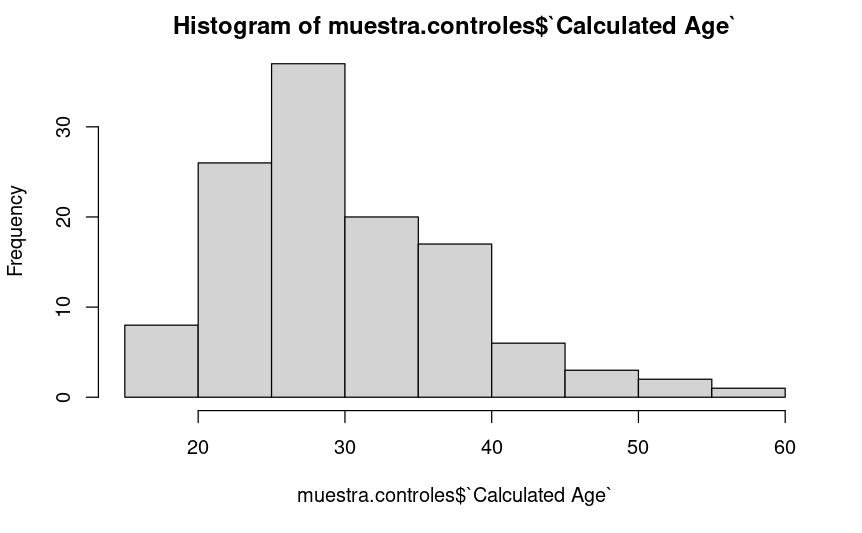 Histogram of muestra.controles$`Calculated Age`
Frequency
30
20
10
0
20 30 40 50 60
muestra.controles$`Calculated Age`